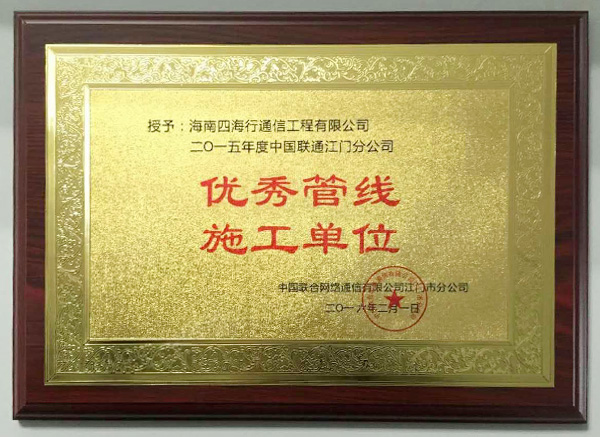 授予：海南四海行通信工程有限公司
二〇一五年度中国联通江门分公司
优秀管线
施工单位
中国联合网络通信有限公司江门市分公司
二〇一六年二月一日